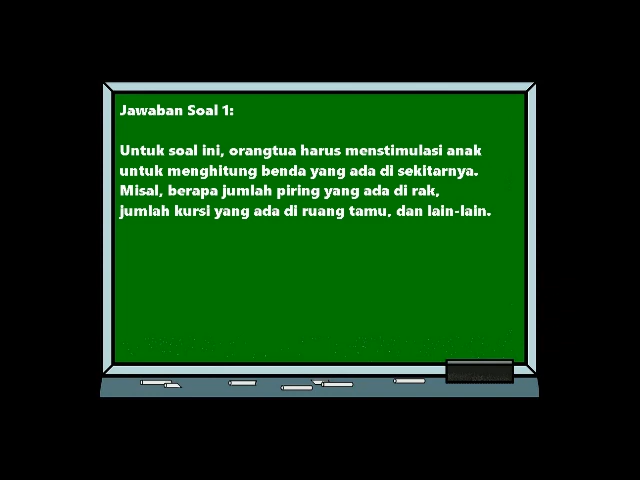 Jawaban Soal 1:
Untuk soal ini, orangtua harus menstimulasi anak
untuk menghitung benda yang ada di sekitarnya.
Misal, berapa jumlah piring yang ada di rak,
jumlah kursi yang ada di ruang tamu, dan lain-lain.